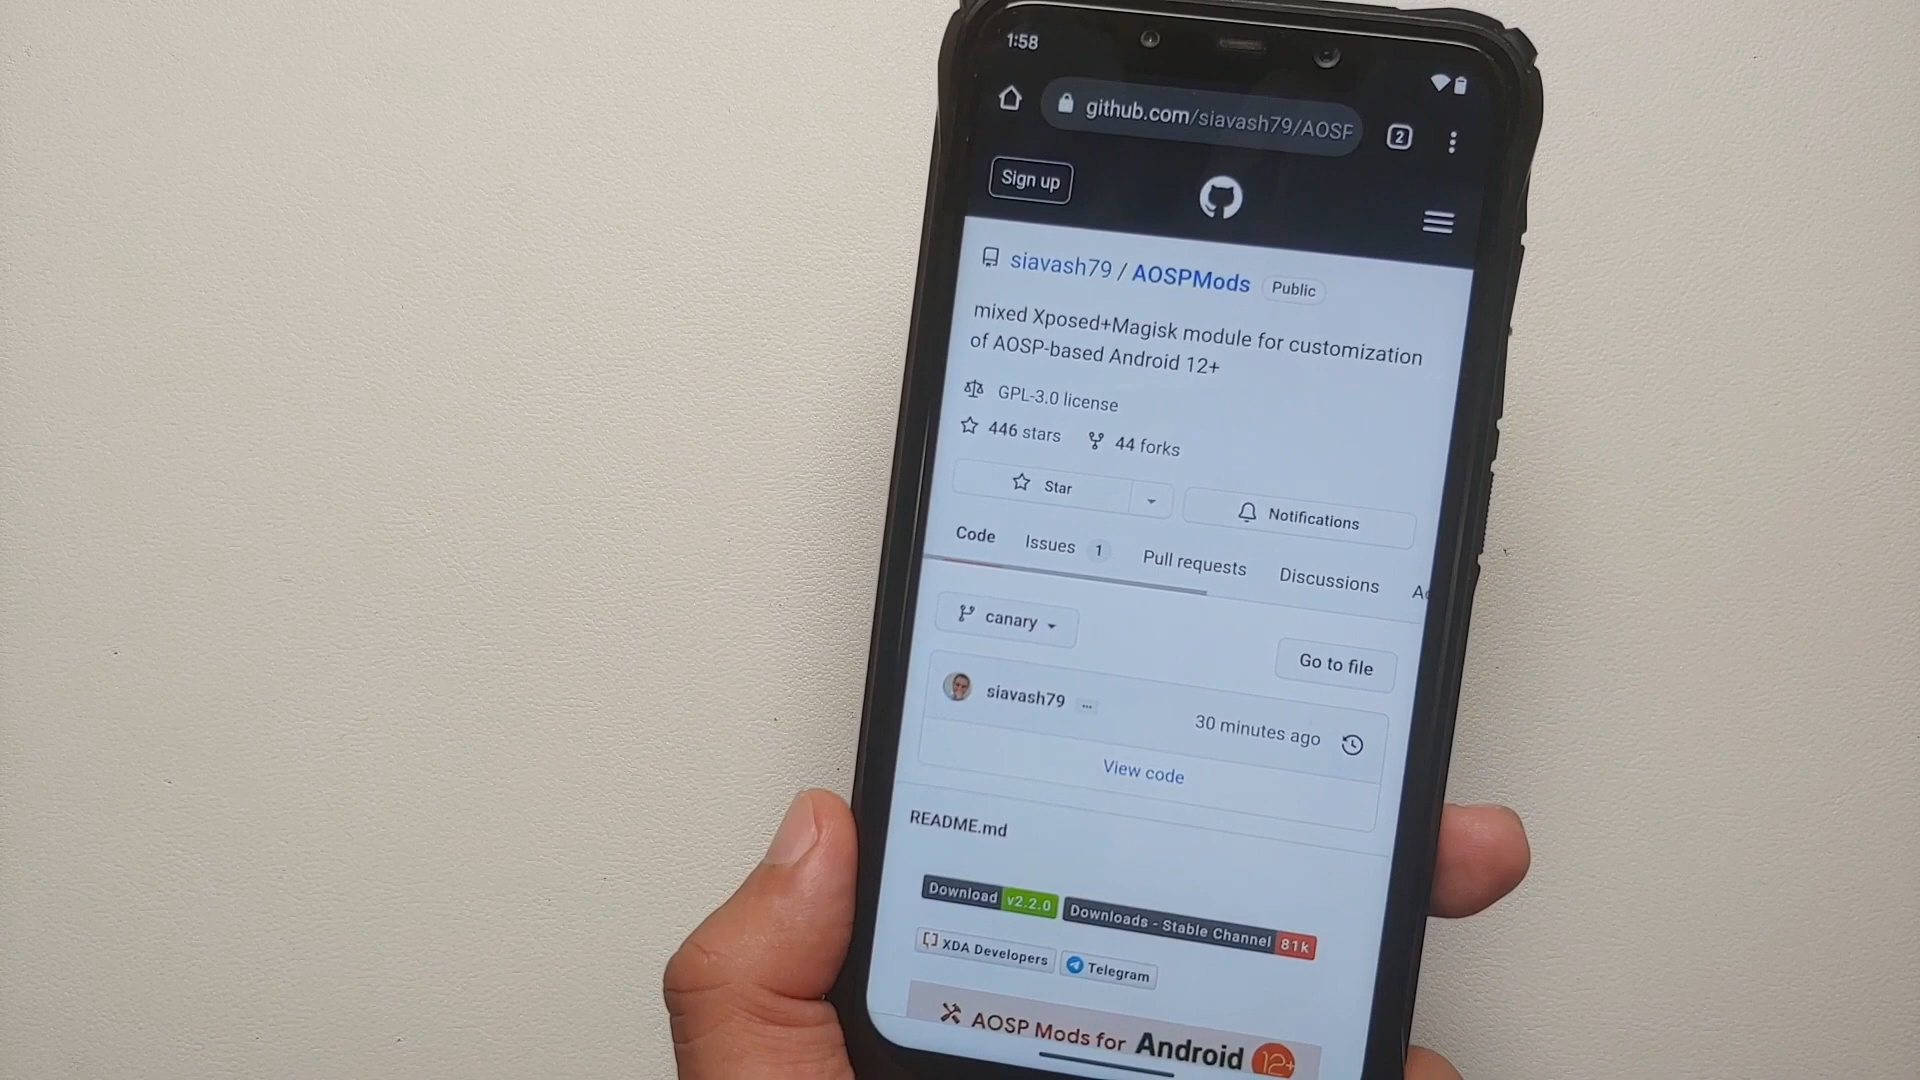 1:58
github.com/siavash79/AOSP
2
Sign up
siavash79 / AOSPMods Public
mixed Xposed+Magisk module for customization
of AOSP-based Android 12+
GPL-3.0 license
446 stars 44 forks
Star
Notifications
Code Issues 1 Pull requests Discussions
canary
Go to file
siavash79 ... 30 minutes ago
View code
README.md
Download v2.2.0 Downloads - Stable Channel 81k
XDA Developers Telegram
AOSP Mods for Android 12+